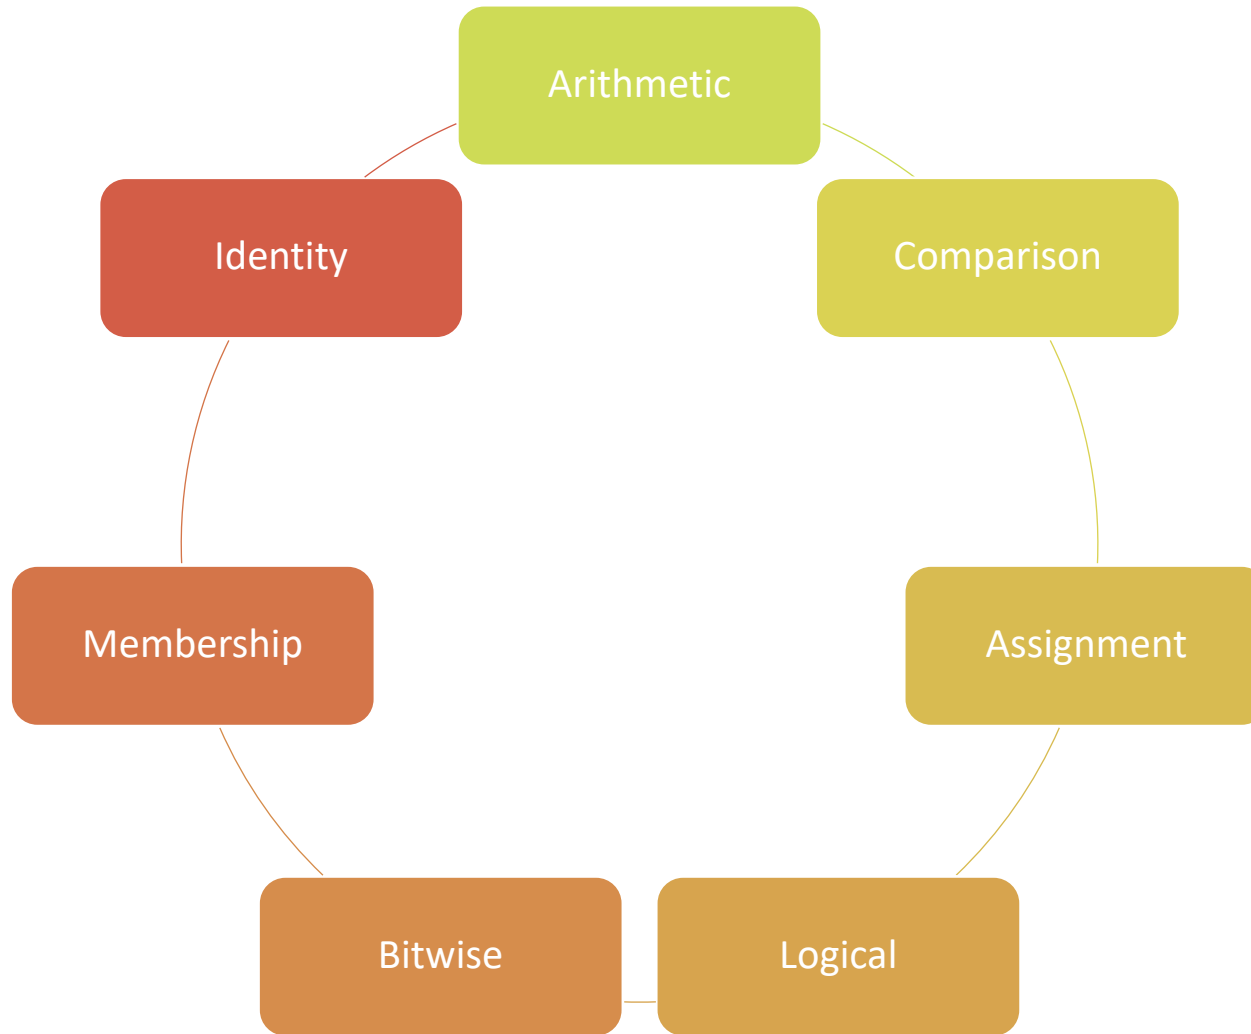 Arithmetic
Comparison
Assignment
Logical
Bitwise
Membership
Identity